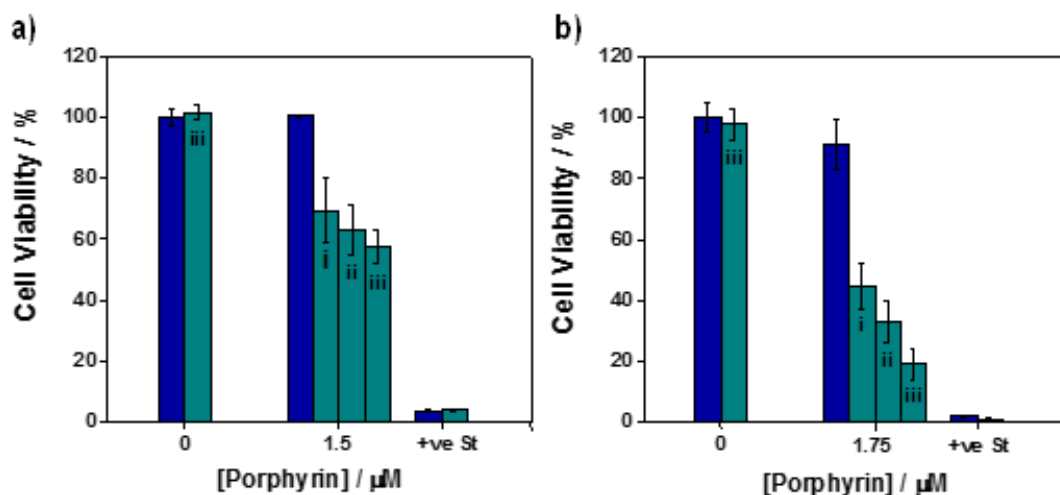 a)
120
100
80
60
40
20
0
Cell Viability / %
iii
i
ii
iii
0 1.5 +ve St
[Porphyrin] / µM
b)
120
100
80
60
40
20
0
Cell Viability / %
iii
i
ii
iii
0 1.75 +ve St
[Porphyrin] / µM